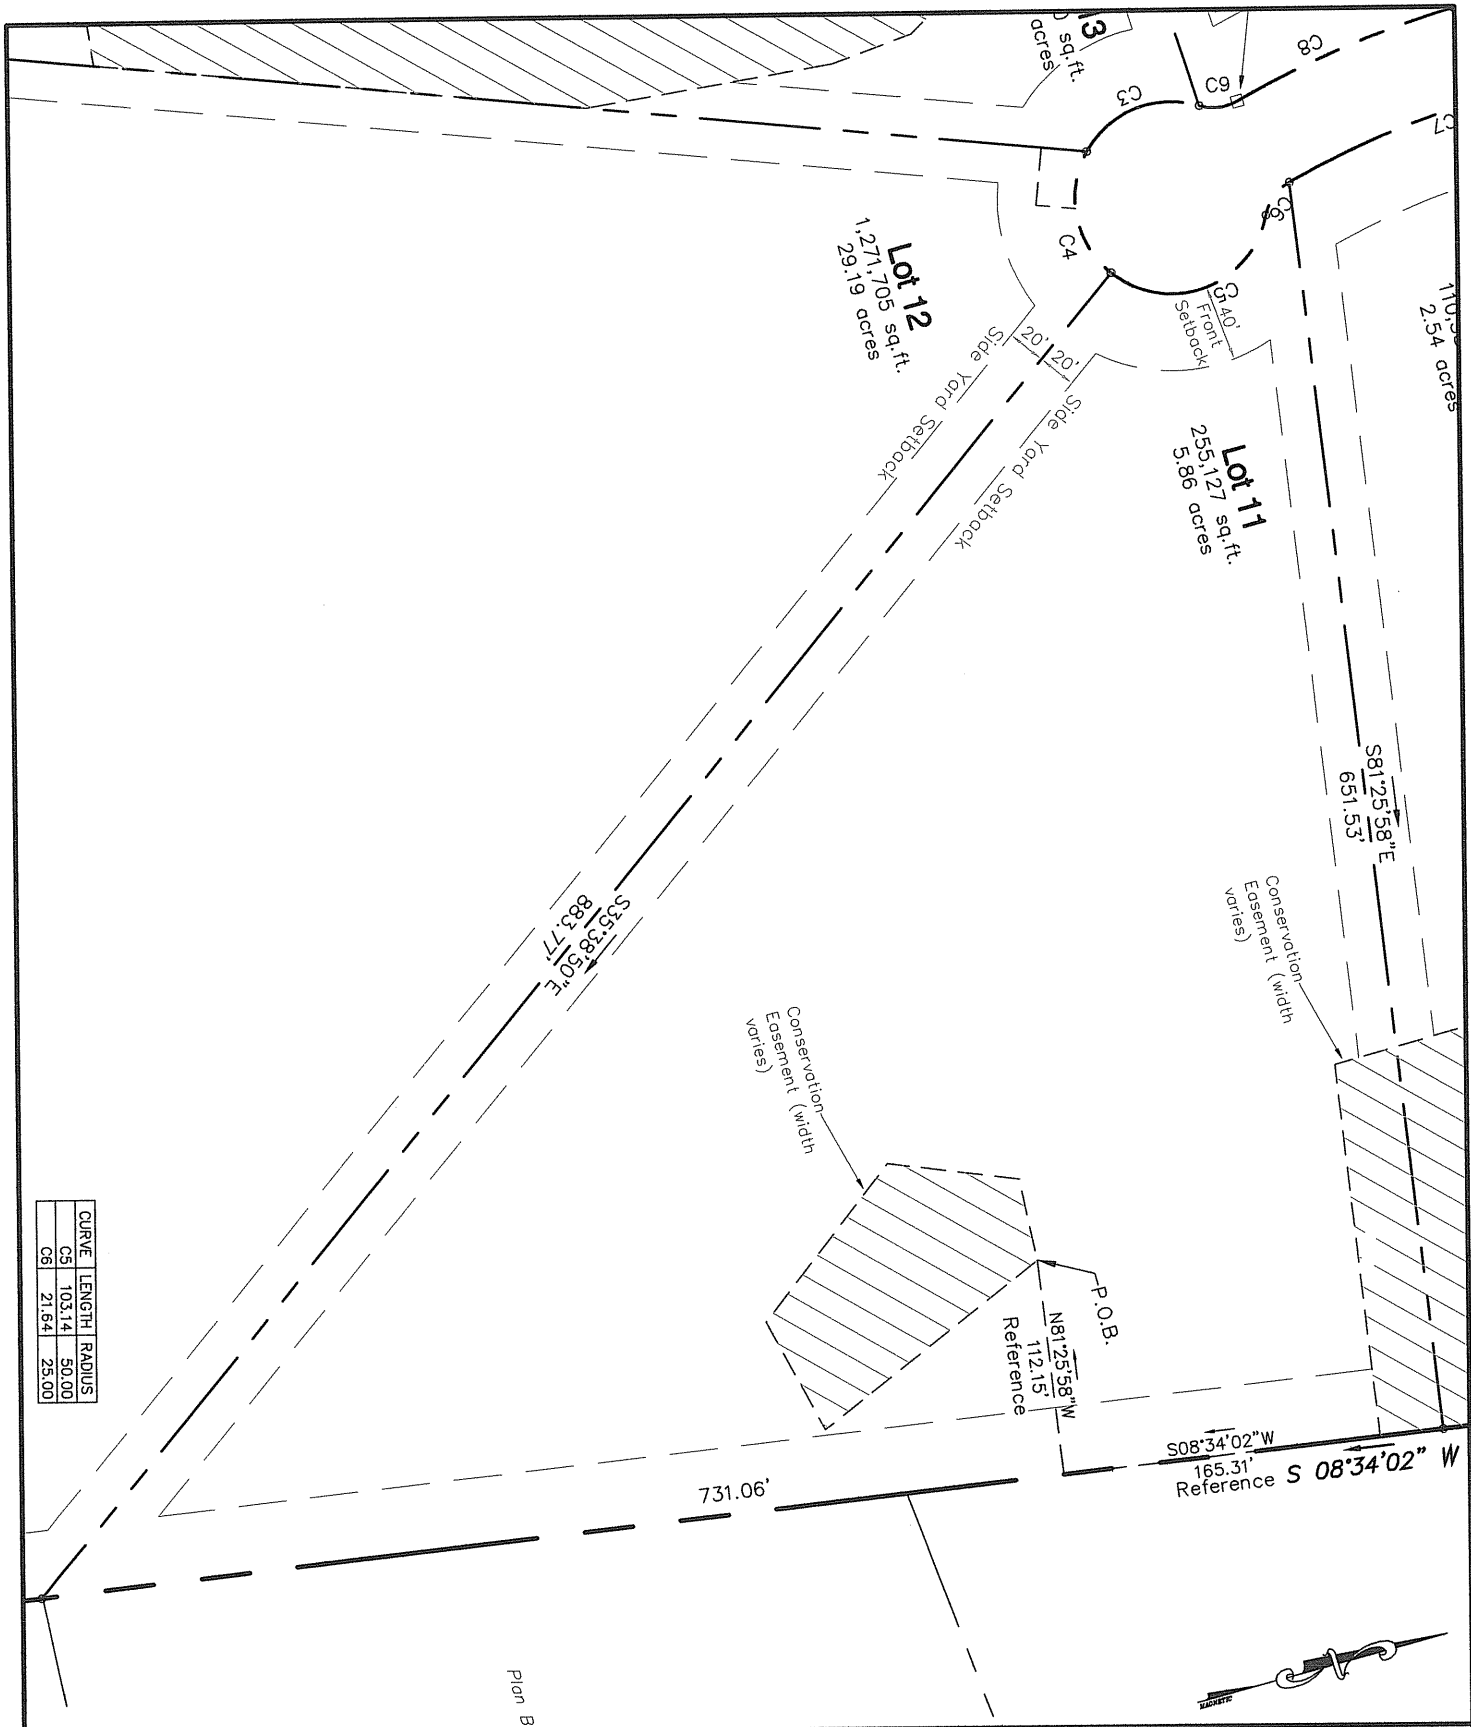 13
sq.ft.
acres
C3
C9
C8
C7
C6
C4
C5
40'
Front
Setback
110,
2.54 acres
Lot 12
1,271,705 sq.ft.
29.19 acres
20' 20'
Side Yard Setback
Side Yard Setback
Lot 11
255,127 sq.ft.
5.86 acres
S81°25'58"E
651.53'
Conservation
Easement (width
varies)
S35°38'50"E
883.77'
Conservation
Easement (width
varies)
P.O.B.
N81°25'58"W
112.15'
Reference
S08°34'02"W
165.31'
Reference
S 08°34'02" W
731.06'
CURVE LENGTH RADIUS
C5 103.14 50.00
C6 21.64 25.00
Plan B
N
MAGNETIC